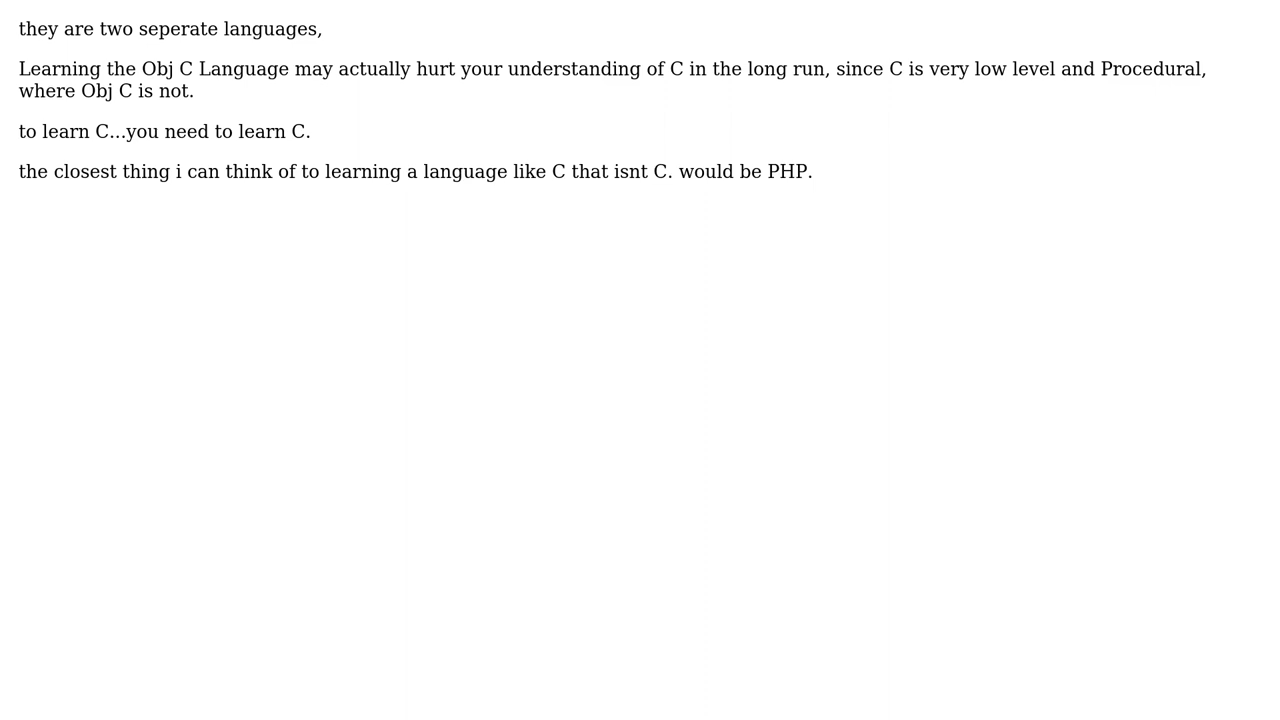 they are two seperate languages,
Learning the Obj C Language may actually hurt your understanding of C in the long run, since C is very low level and Procedural,
where Obj C is not.
to learn C...you need to learn C.
the closest thing i can think of to learning a language like C that isnt C. would be PHP.